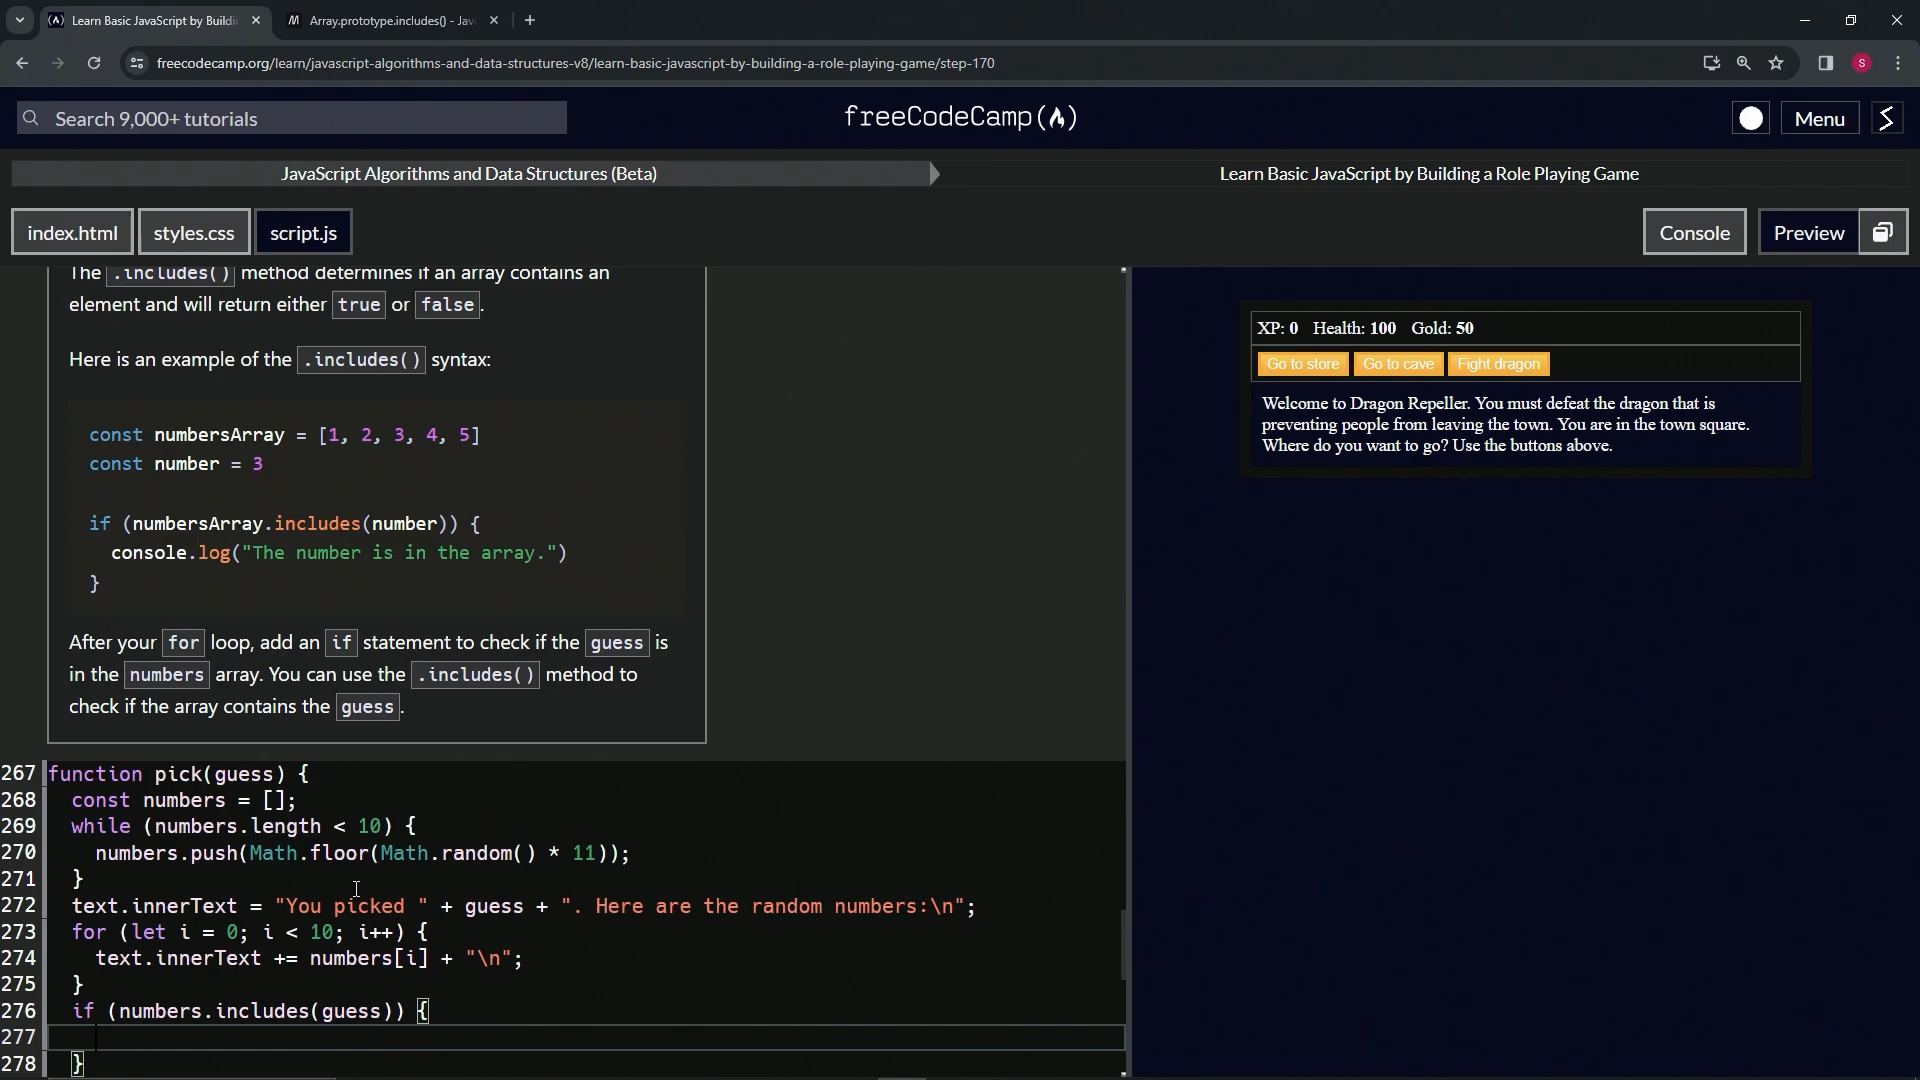 Learn Basic JavaScript by Buildi
Array.prototype.includes() - Jav
freecodecamp.org/learn/javascript-algorithms-and-data-structures-v8/learn-basic-javascript-by-building-a-role-playing-game/step-170
S
Search 9,000+ tutorials
freeCodeCamp
Menu
JavaScript Algorithms and Data Structures (Beta)
Learn Basic JavaScript by Building a Role Playing Game
index.html
styles.css
script.js
Console
Preview
The .includes() method determines if an array contains an
element and will return either true or false.
Here is an example of the .includes() syntax:
const numbersArray = [1, 2, 3, 4, 5]
const number = 3
if (numbersArray.includes(number)) {
console.log("The number is in the array.")
}
After your for loop, add an if statement to check if the guess is
in the numbers array. You can use the .includes() method to
check if the array contains the guess.
267 function pick(guess) {
268 const numbers = [];
269 while (numbers.length < 10) {
270 numbers.push(Math.floor(Math.random() * 11));
271 }
272 text.innerText = "You picked " + guess + ". Here are the random numbers:\n";
273 for (let i = 0; i < 10; i++) {
274 text.innerText += numbers[i] + "\n";
275 }
276 if (numbers.includes(guess)) {
277
278 }
XP: 0 Health: 100 Gold: 50
Go to store
Go to cave
Fight dragon
Welcome to Dragon Repeller. You must defeat the dragon that is
preventing people from leaving the town. You are in the town square.
Where do you want to go? Use the buttons above.